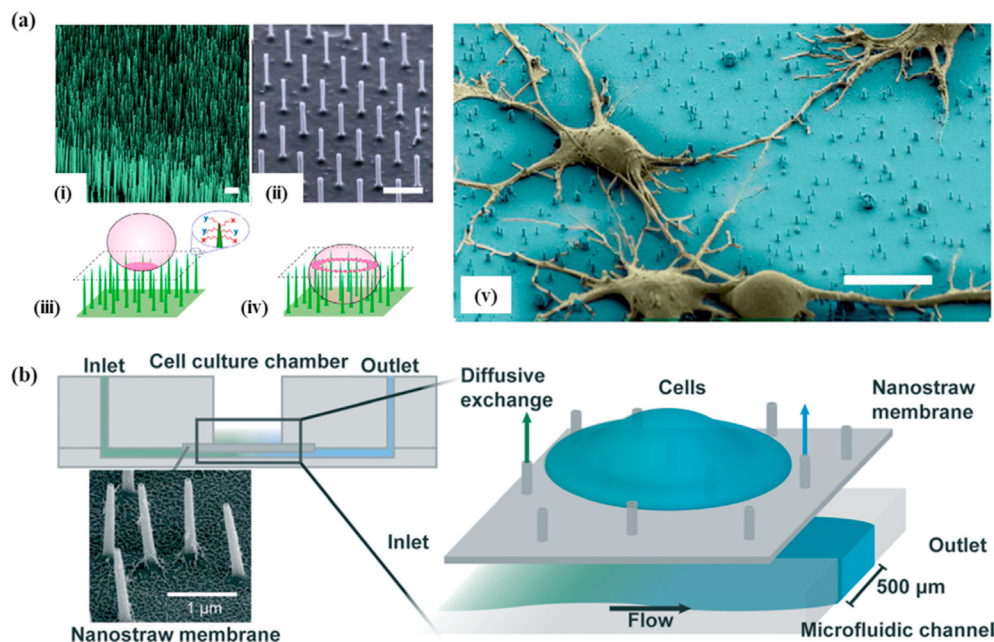 (a)
(i)
(ii)
y x
y y
x x
(iii)
(iv)
(v)
(b)
Inlet
Cell culture chamber
Outlet
1 μm
Nanostraw membrane
Diffusive
exchange
Cells
Nanostraw
membrane
Inlet
Outlet
500 μm
Flow
Microfluidic channel